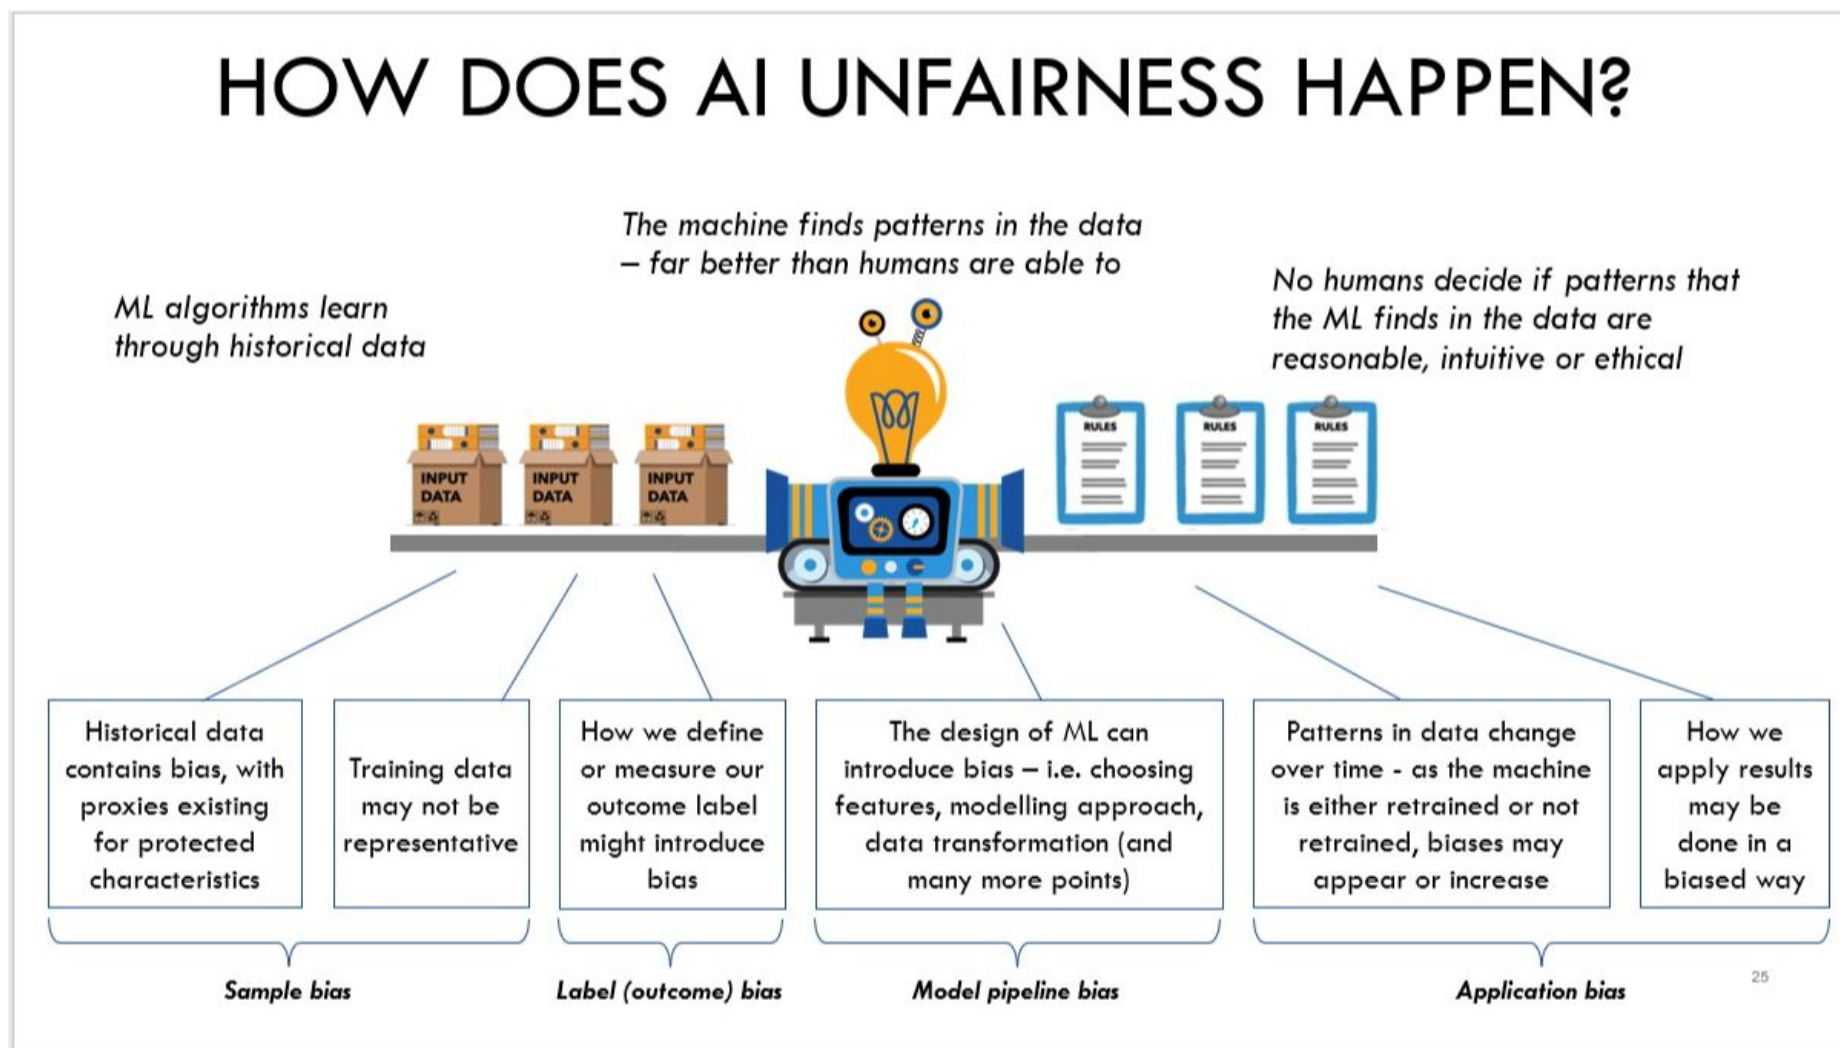 HOW DOES AI UNFAIRNESS HAPPEN?
The machine finds patterns in the data
– far better than humans are able to
ML algorithms learn
through historical data
No humans decide if patterns that
the ML finds in the data are
reasonable, intuitive or ethical
INPUT
DATA
INPUT
DATA
INPUT
DATA
RULES
RULES
RULES
Historical data
contains bias, with
proxies existing
for protected
characteristics
Training data
may not be
representative
How we define
or measure our
outcome label
might introduce
bias
The design of ML can
introduce bias – i.e. choosing
features, modelling approach,
data transformation (and
many more points)
Patterns in data change
over time - as the machine
is either retrained or not
retrained, biases may
appear or increase
How we
apply results
may be
done in a
biased way
Sample bias
Label (outcome) bias
Model pipeline bias
Application bias
25